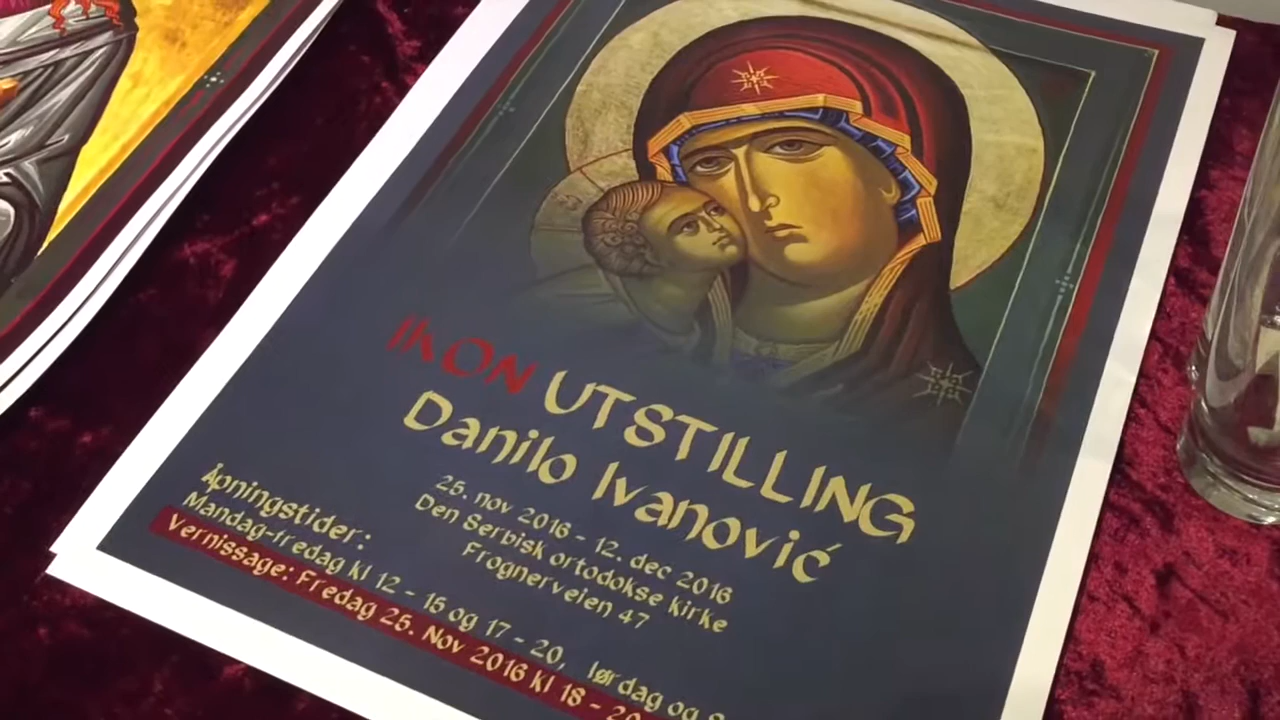 IKON UTSTILLING
Danilo Ivanović
25. nov 2016 - 12. dec 2016
Den Serbisk ortodokse kirke
Frognerveien 47
Åpningstider:
Mandag-fredag kl 12 - 15 og 17 - 20, lørdag og
Vernissage: Fredag 25. Nov 2016 kl 18 - 20